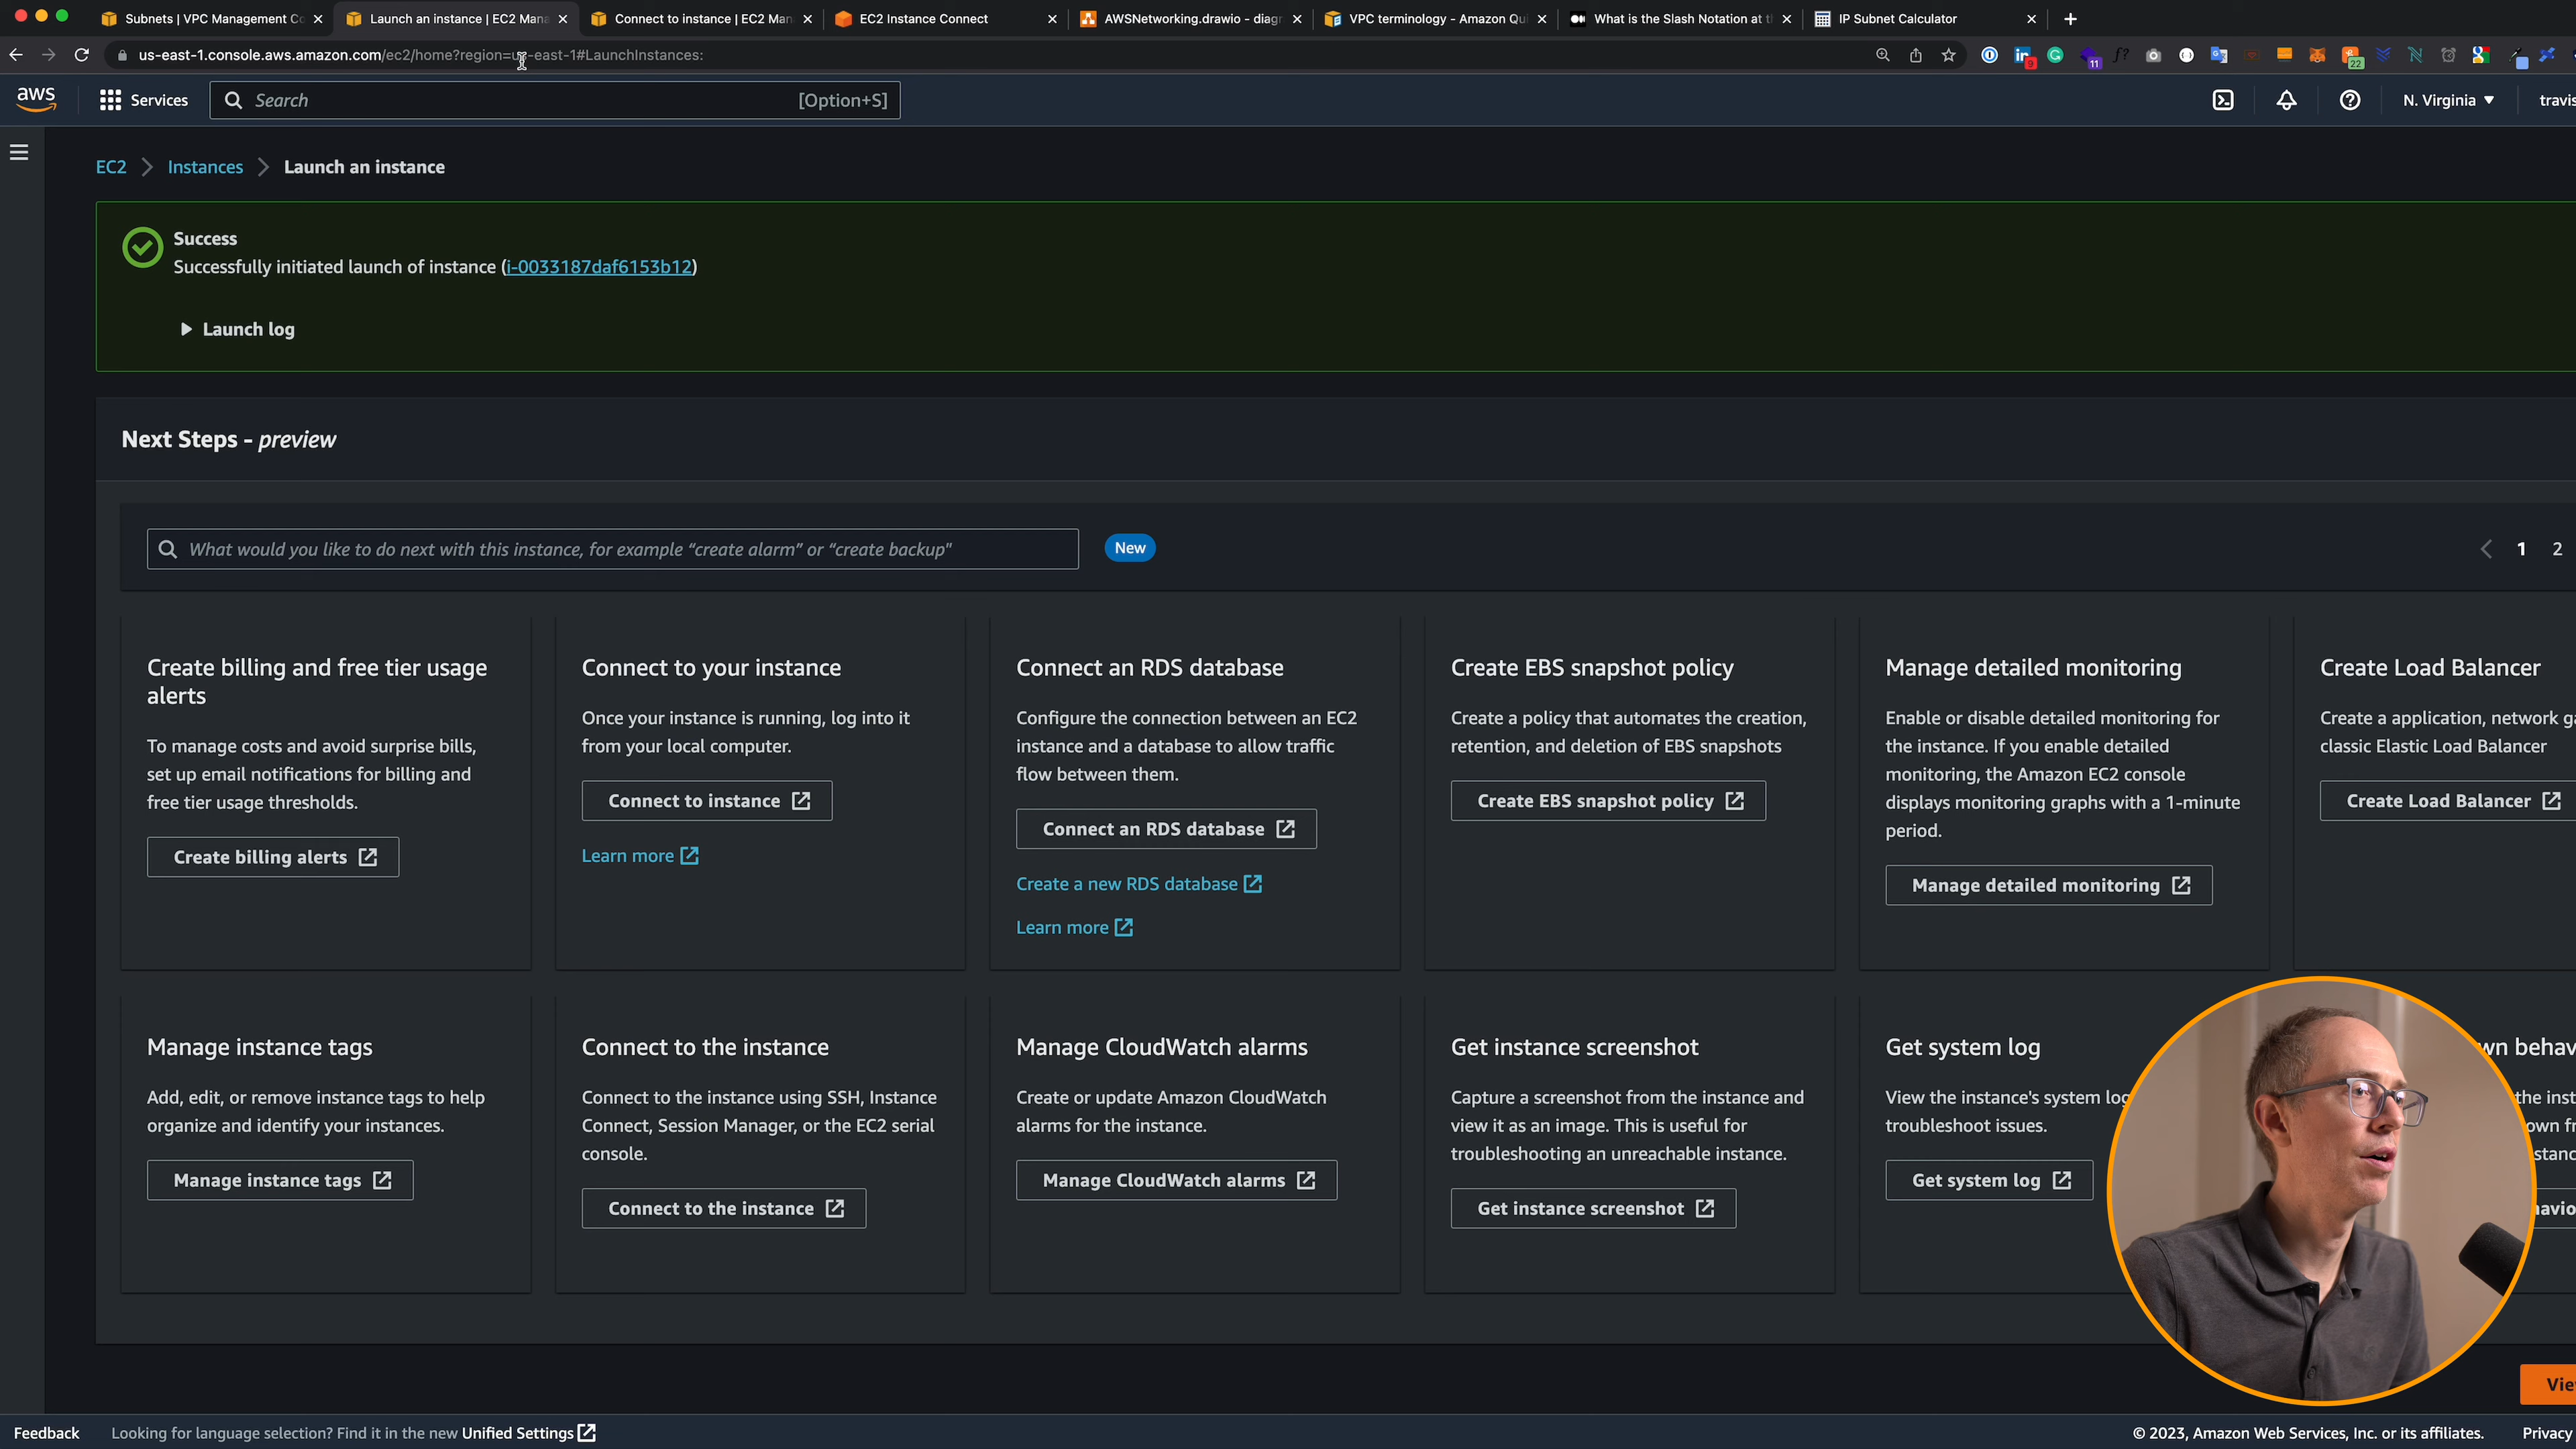 Subnets | VPC Management Co
Launch an instance | EC2 Mana
Connect to instance | EC2 Man
EC2 Instance Connect
AWSNetworking.drawio - diagr
VPC terminology - Amazon Qui
What is the Slash Notation at th
IP Subnet Calculator
us-east-1.console.aws.amazon.com/ec2/home?region=us-east-1#LaunchInstances:
9
11
22
aws
Services
Search
[Option+S]
N. Virginia
travis
EC2
Instances
Launch an instance
Success
Successfully initiated launch of instance (i-0033187daf6153b12)
Launch log
Next Steps - preview
What would you like to do next with this instance, for example “create alarm” or “create backup"
New
1 2
Create billing and free tier usage
alerts
To manage costs and avoid surprise bills,
set up email notifications for billing and
free tier usage thresholds.
Create billing alerts
Connect to your instance
Once your instance is running, log into it
from your local computer.
Connect to instance
Learn more
Connect an RDS database
Configure the connection between an EC2
instance and a database to allow traffic
flow between them.
Connect an RDS database
Create a new RDS database
Learn more
Create EBS snapshot policy
Create a policy that automates the creation,
retention, and deletion of EBS snapshots
Create EBS snapshot policy
Manage detailed monitoring
Enable or disable detailed monitoring for
the instance. If you enable detailed
monitoring, the Amazon EC2 console
displays monitoring graphs with a 1-minute
period.
Manage detailed monitoring
Create Load Balancer
Create a application, network ga
classic Elastic Load Balancer
Create Load Balancer
Manage instance tags
Add, edit, or remove instance tags to help
organize and identify your instances.
Manage instance tags
Connect to the instance
Connect to the instance using SSH, Instance
Connect, Session Manager, or the EC2 serial
console.
Connect to the instance
Manage CloudWatch alarms
Create or update Amazon CloudWatch
alarms for the instance.
Manage CloudWatch alarms
Get instance screenshot
Capture a screenshot from the instance and
view it as an image. This is useful for
troubleshooting an unreachable instance.
Get instance screenshot
Get system log
View the instance's system log
troubleshoot issues.
Get system log
wn behav
the inst
own fr
stanc
navio
Vie
Feedback
Looking for language selection? Find it in the new Unified Settings
© 2023, Amazon Web Services, Inc. or its affiliates.
Privacy